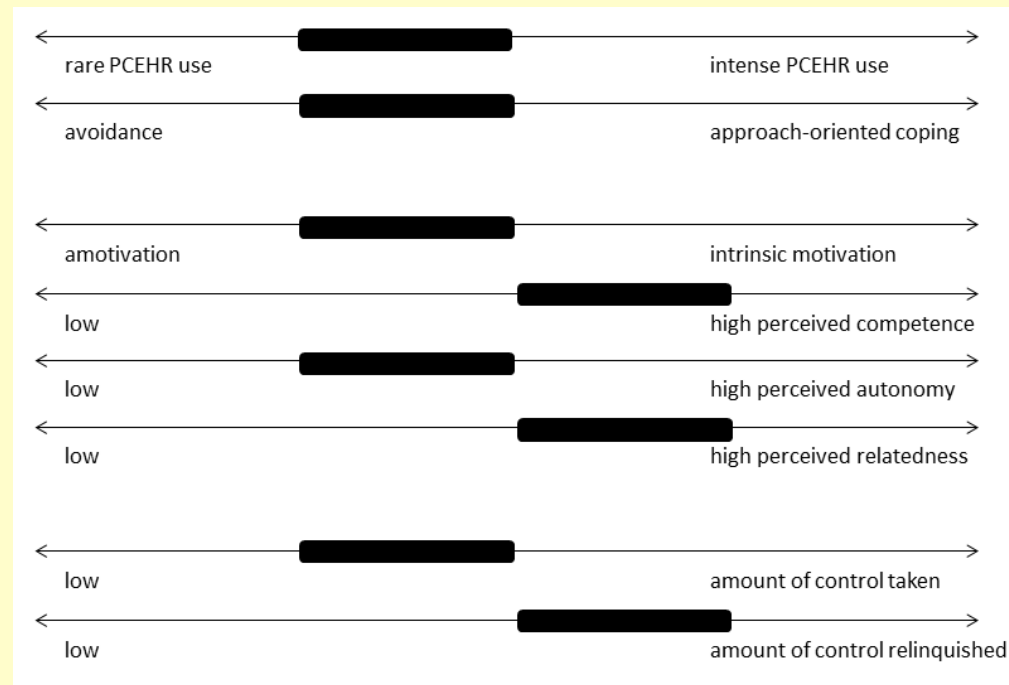 rare PCEHR use intense PCEHR use
avoidance approach-oriented coping
amotivation intrinsic motivation
low high perceived competence
low high perceived autonomy
low high perceived relatedness
low amount of control taken
low amount of control relinquished